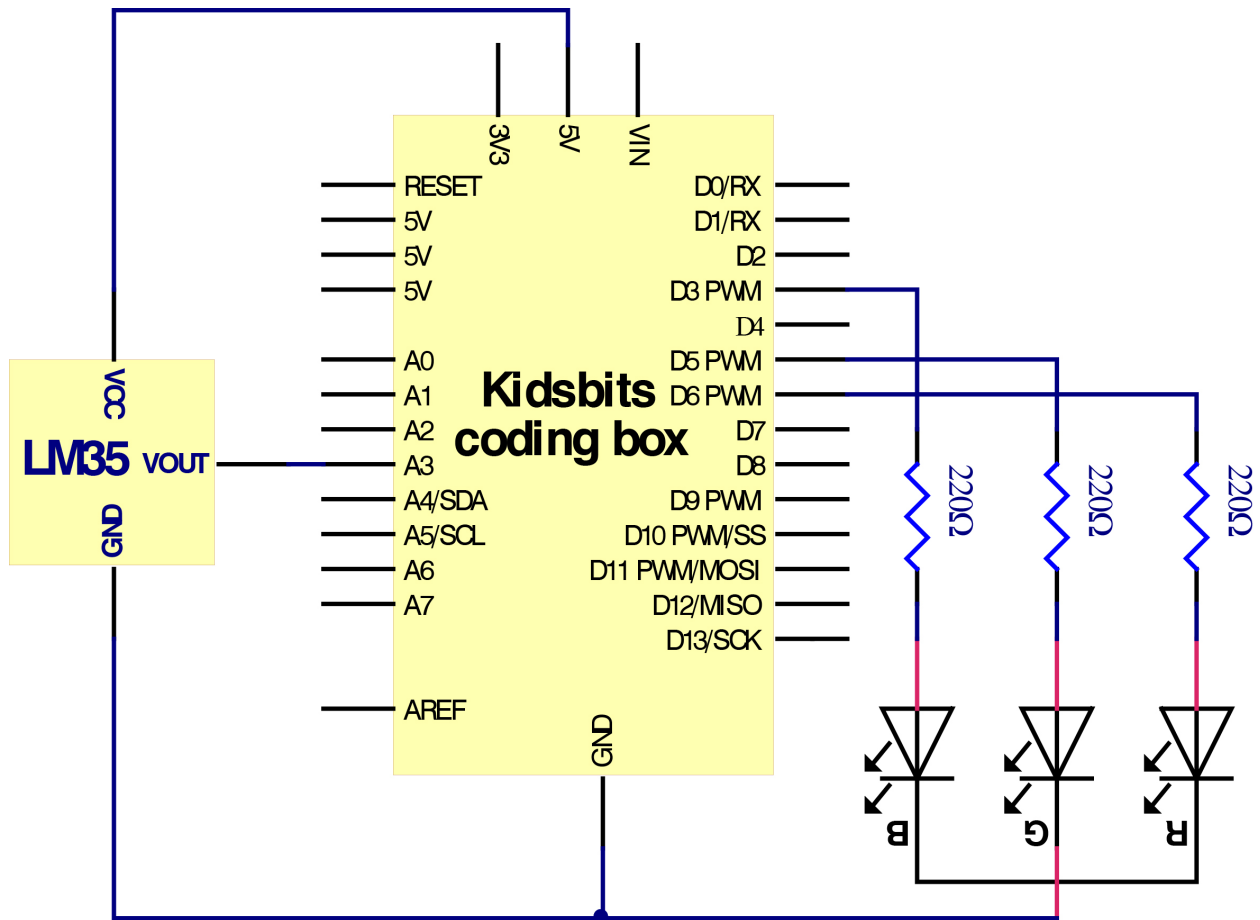 3V3
5V
VIN
RESET
5V
5V
5V
A0
A1
A2
A3
A4/SDA
A5/SCL
A6
A7
AREF
Kidsbits
coding box
D0/RX
D1/RX
D2
D3 PWM
D4
D5 PWM
D6 PWM
D7
D8
D9 PWM
D10 PWM/SS
D11 PWM/MOSI
D12/MISO
D13/SCK
GND
VCC
LM35 VOUT
GND
220Ω
220Ω
220Ω
B
G
R